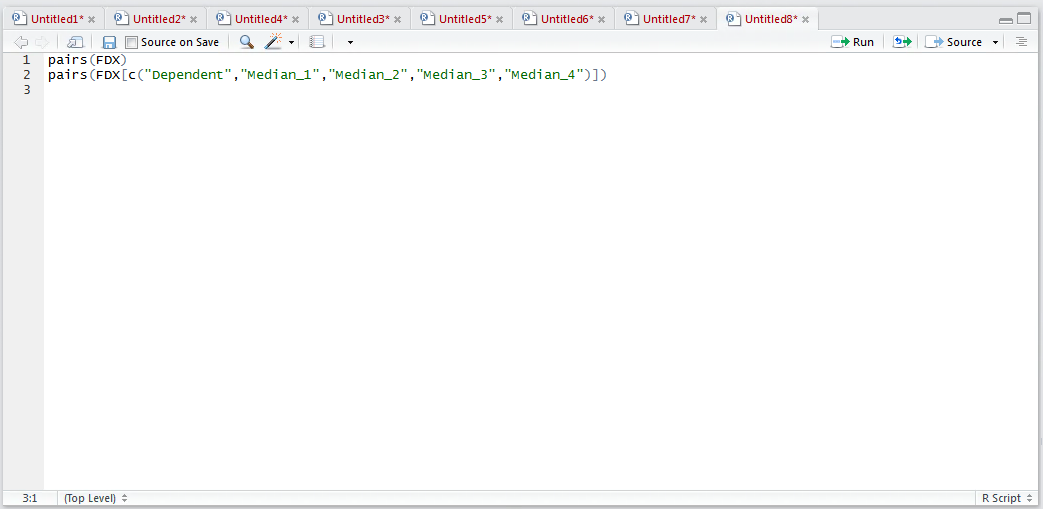 Untitled1* Untitled2* Untitled4* Untitled3* Untitled5* Untitled6* Untitled7* Untitled8*
Source on Save Run Source
1 pairs(FDX)
2 pairs(FDX[c("Dependent","Median_1","Median_2","Median_3","Median_4")])
3
3:1 (Top Level) R Script